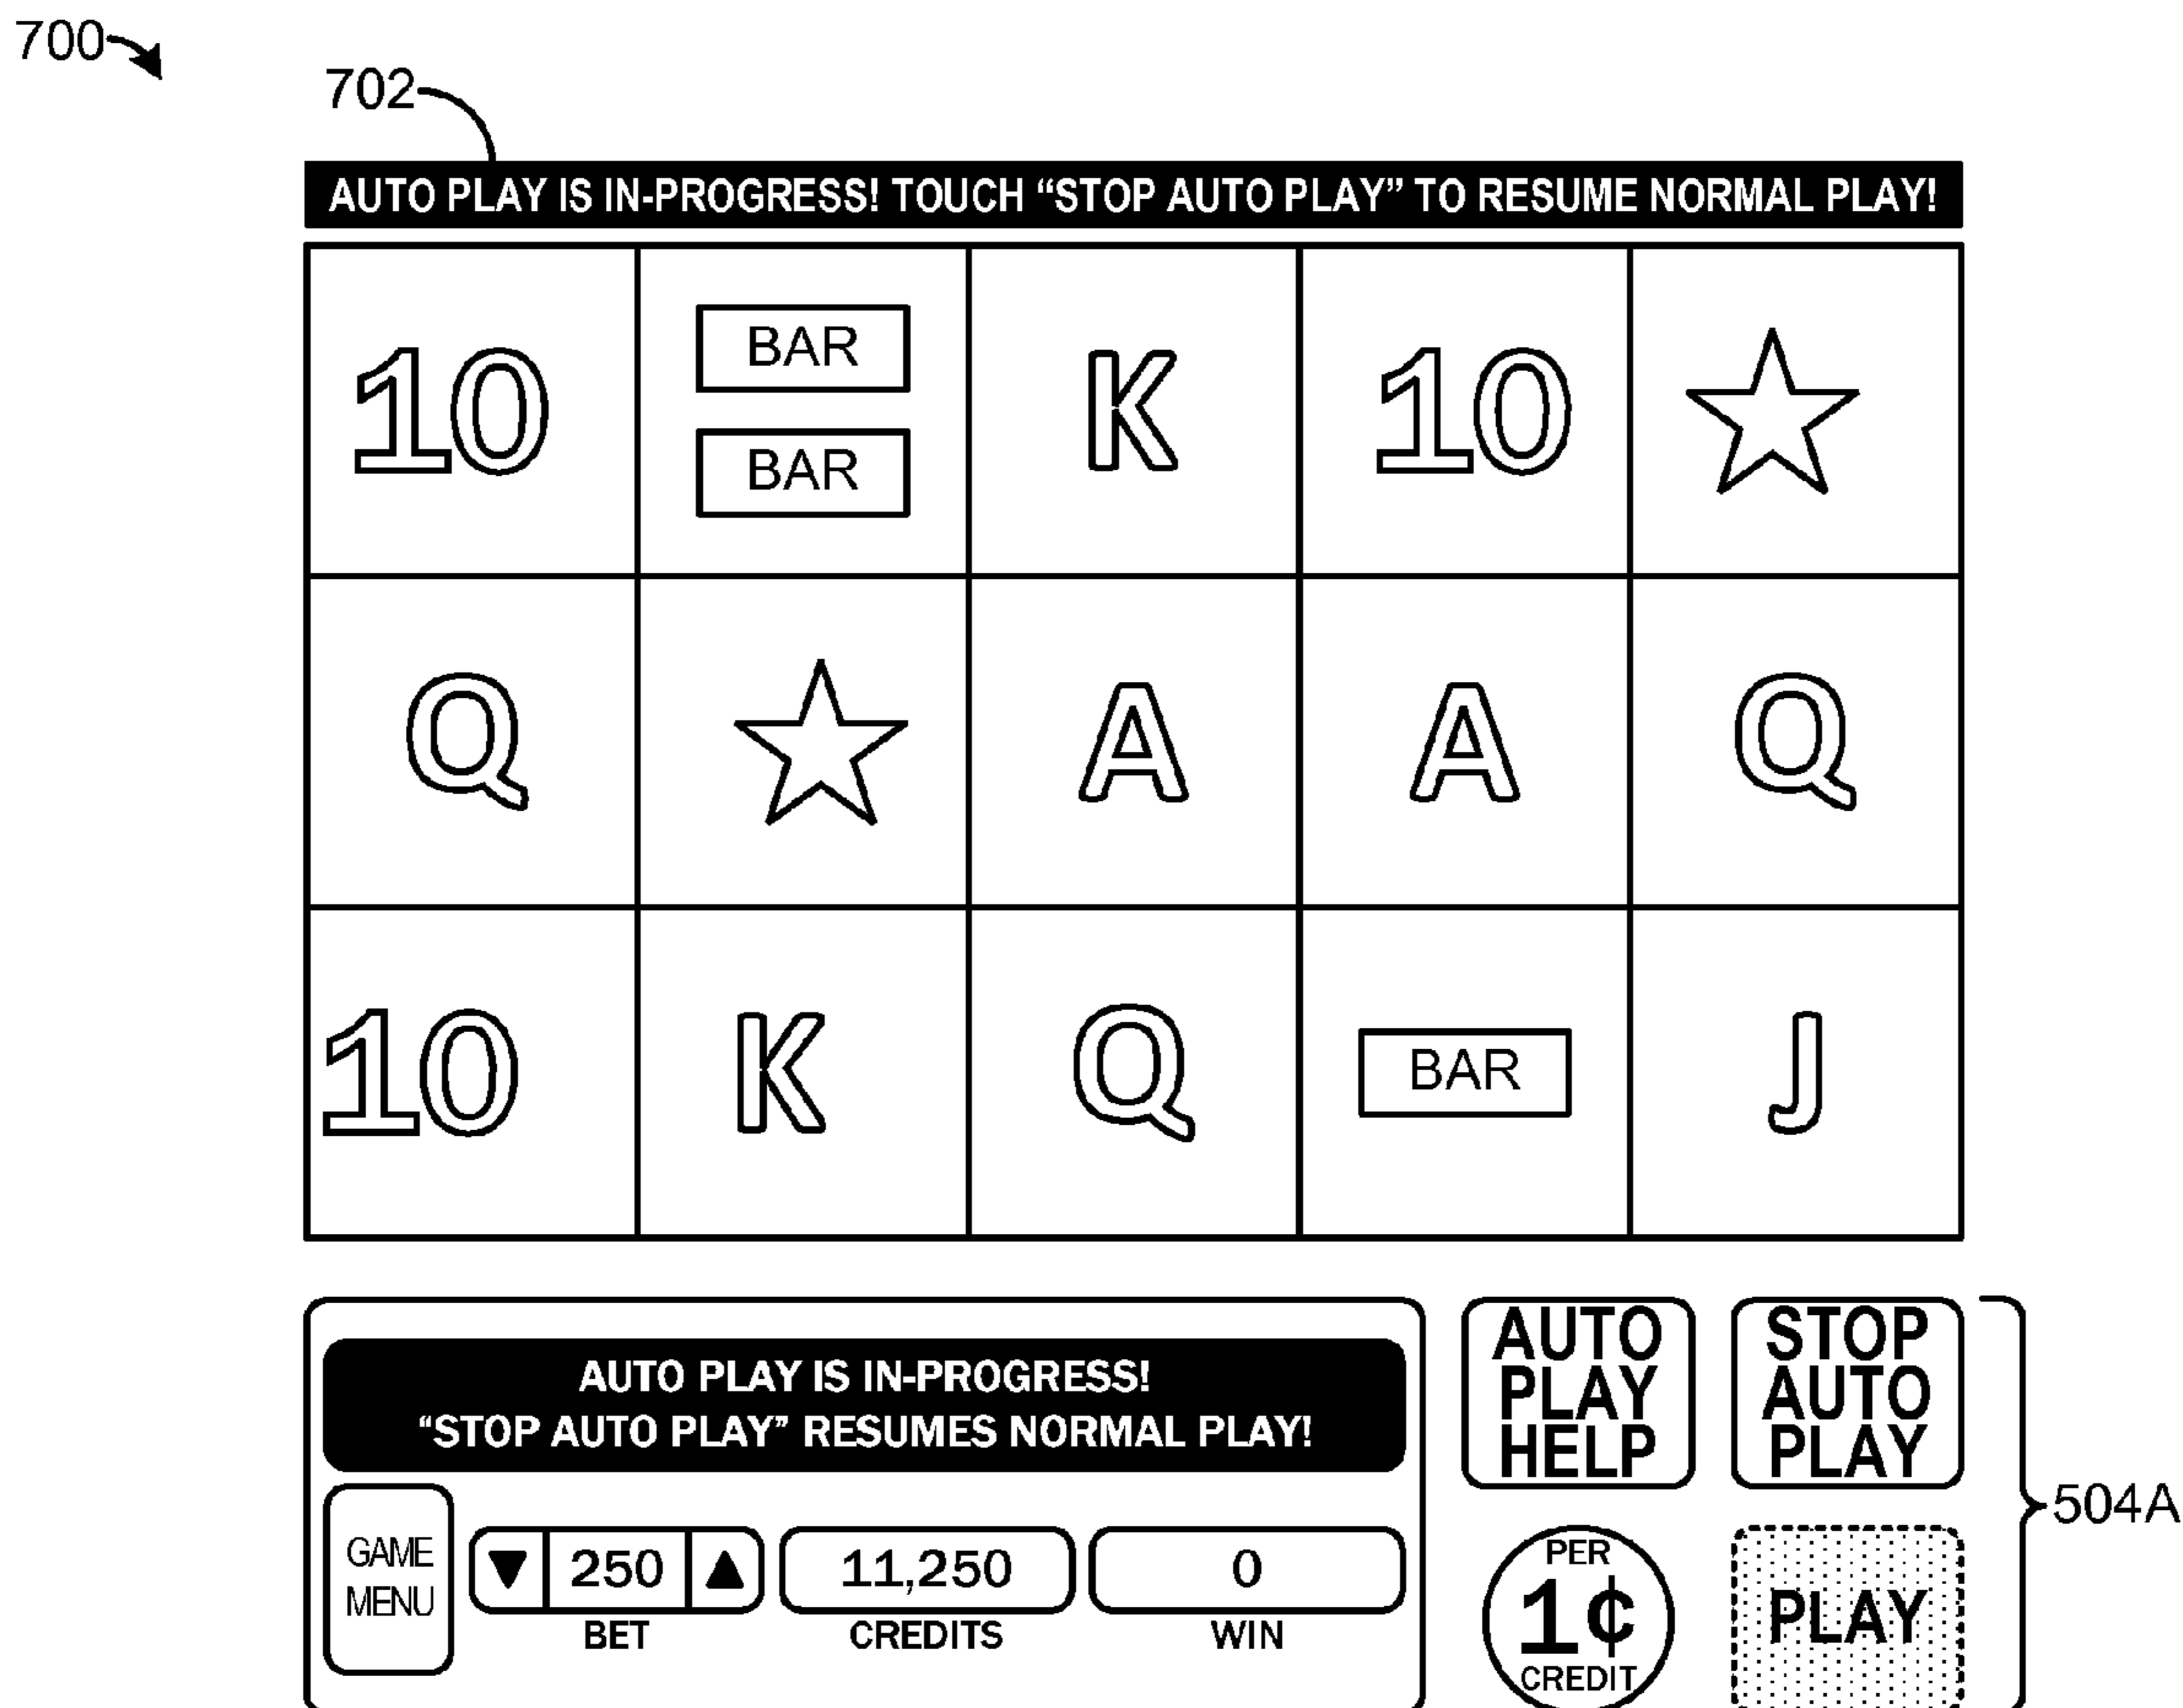 700
702
AUTO PLAY IS IN-PROGRESS! TOUCH “STOP AUTO PLAY” TO RESUME NORMAL PLAY!
10
BAR
BAR
K
10
Q
A
A
Q
10
K
Q
BAR
J
AUTO PLAY IS IN-PROGRESS!
“STOP AUTO PLAY” RESUMES NORMAL PLAY!
GAME
MENU
250
BET
11,250
CREDITS
0
WIN
AUTO
PLAY
HELP
STOP
AUTO
PLAY
PER
1¢
CREDIT
PLAY
504A